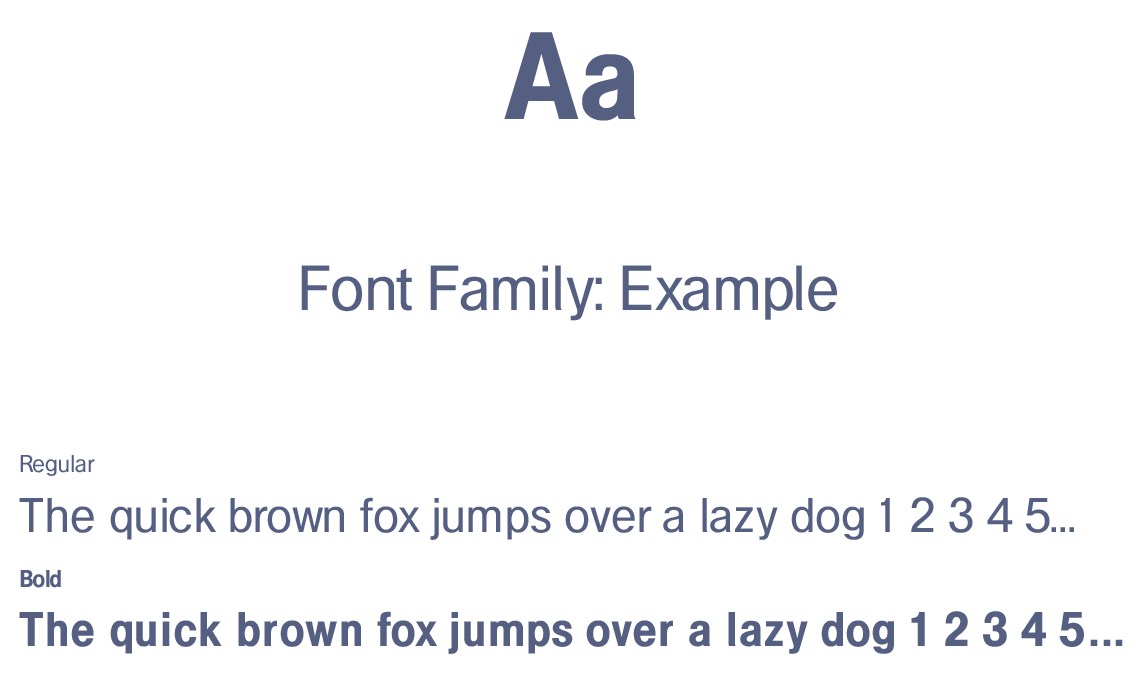 Aa
Font Family: Example
Regular
The quick brown fox jumps over a lazy dog 1 2 3 4 5...
Bold
The quick brown fox jumps over a lazy dog 1 2 3 4 5...